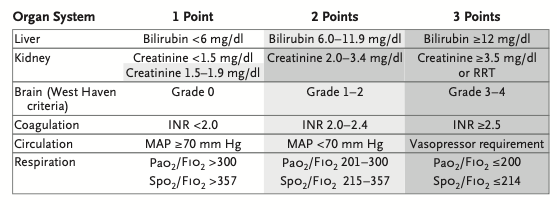 Organ System 1 Point 2 Points 3 Points
Liver Bilirubin <6 mg/dl Bilirubin 6.0–11.9 mg/dl Bilirubin ≥12 mg/dl
Kidney Creatinine <1.5 mg/dl Creatinine 2.0–3.4 mg/dl Creatinine ≥3.5 mg/dl
Creatinine 1.5–1.9 mg/dl or RRT
Brain (West Haven Grade 0 Grade 1–2 Grade 3–4
criteria)
Coagulation INR <2.0 INR 2.0–2.4 INR ≥2.5
Circulation MAP ≥70 mm Hg MAP <70 mm Hg Vasopressor requirement
Respiration Pao₂/Fio₂ >300 Pao₂/Fio₂ 201–300 Pao₂/Fio₂ ≤200
Spo₂/Fio₂ >357 Spo₂/Fio₂ 215–357 Spo₂/Fio₂ ≤214